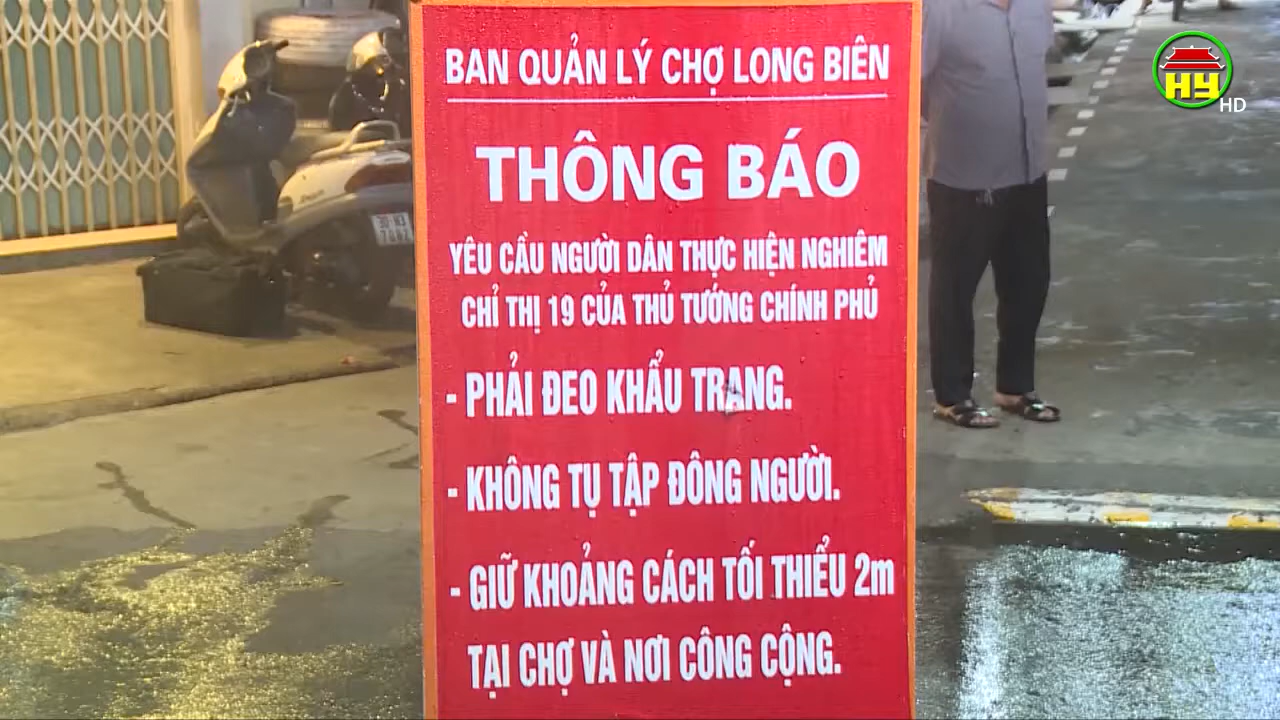 BAN QUẢN LÝ CHỢ LONG BIÊN
THÔNG BÁO
YÊU CẦU NGƯỜI DÂN THỰC HIỆN NGHIÊM
CHỈ THỊ 19 CỦA THỦ TƯỚNG CHÍNH PHỦ
- PHẢI ĐEO KHẨU TRANG.
- KHÔNG TỤ TẬP ĐÔNG NGƯỜI.
- GIỮ KHOẢNG CÁCH TỐI THIỂU 2m
TẠI CHỢ VÀ NƠI CÔNG CỘNG.
HY
HD